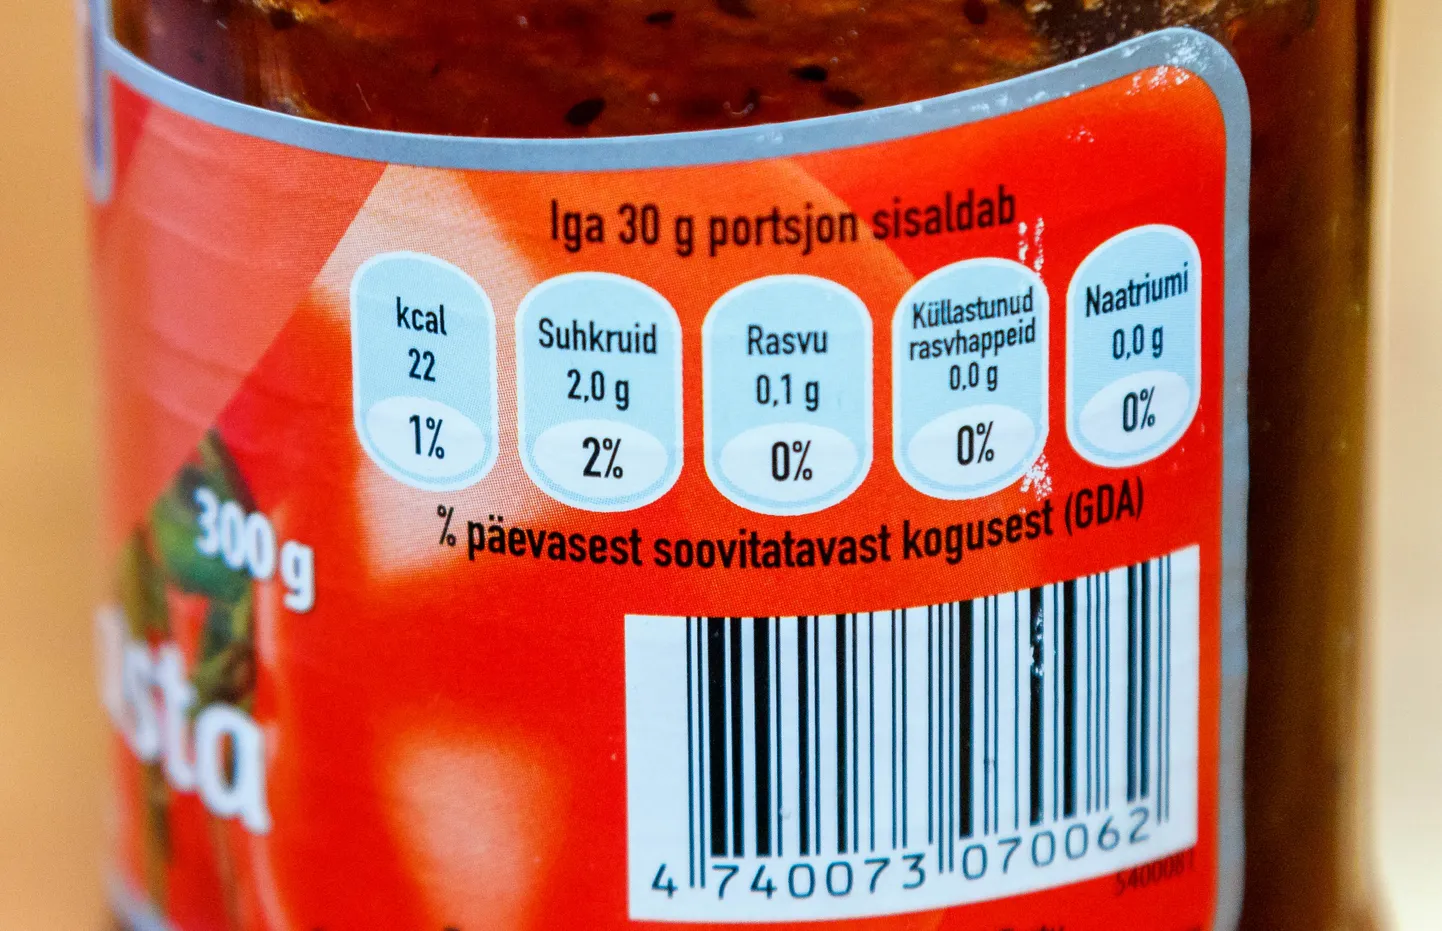 Iga 30 g portsjon sisaldab
kcal
22
1%
Suhkruid
2,0 g
2%
Rasvu
0,1 g
0%
Küllastunud
rasvhappeid
0,0 g
0%
Naatriumi
0,0 g
0%
% päevasest soovitatavast kogusest (GDA)
300 g
4 740073 070062